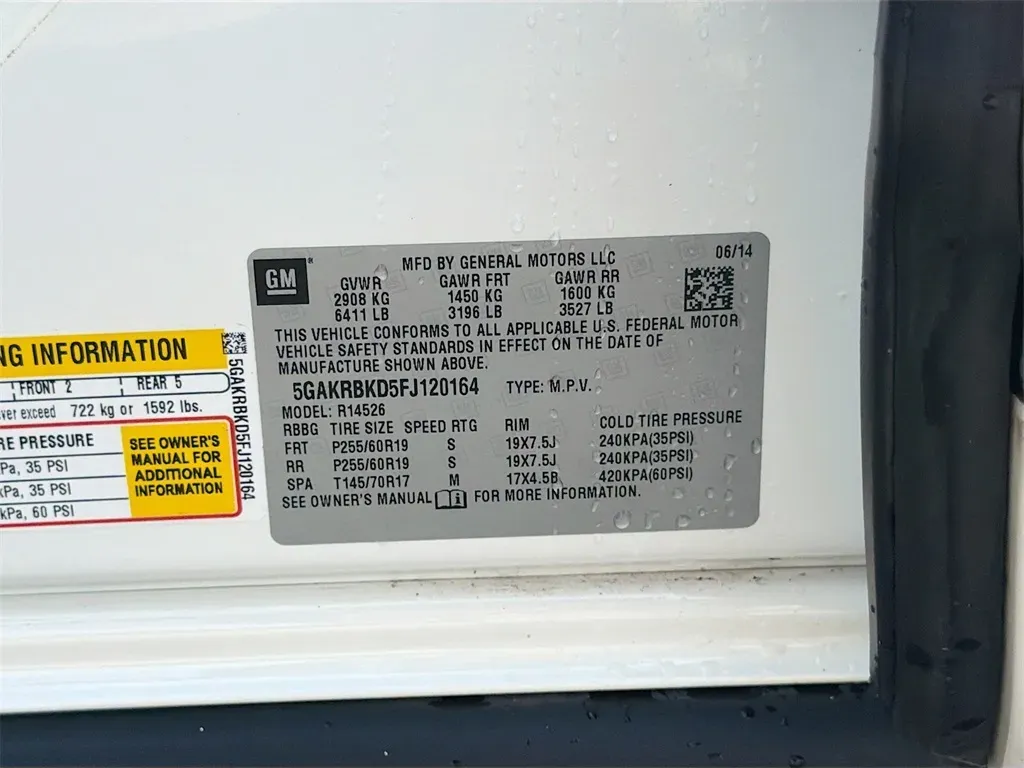 MFD BY GENERAL MOTORS LLC 06/14
GM®
GVWR GAWR FRT GAWR RR
2908 KG 1450 KG 1600 KG
6411 LB 3196 LB 3527 LB
THIS VEHICLE CONFORMS TO ALL APPLICABLE U.S. FEDERAL MOTOR
VEHICLE SAFETY STANDARDS IN EFFECT ON THE DATE OF
MANUFACTURE SHOWN ABOVE.
5GAKRBKD5FJ120164 TYPE: M.P.V.
MODEL: R14526
RBBG TIRE SIZE SPEED RTG RIM COLD TIRE PRESSURE
FRT P255/60R19 S 19X7.5J 240KPA(35PSI)
RR P255/60R19 S 19X7.5J 240KPA(35PSI)
SPA T145/70R17 M 17X4.5B 420KPA(60PSI)
SEE OWNER'S MANUAL FOR MORE INFORMATION.
NG INFORMATION
FRONT 2 REAR 5
ver exceed 722 kg or 1592 lbs.
RE PRESSURE
Pa, 35 PSI
kPa, 35 PSI
kPa, 60 PSI
SEE OWNER'S
MANUAL FOR
ADDITIONAL
INFORMATION
5GAKRBKD5FJ120164